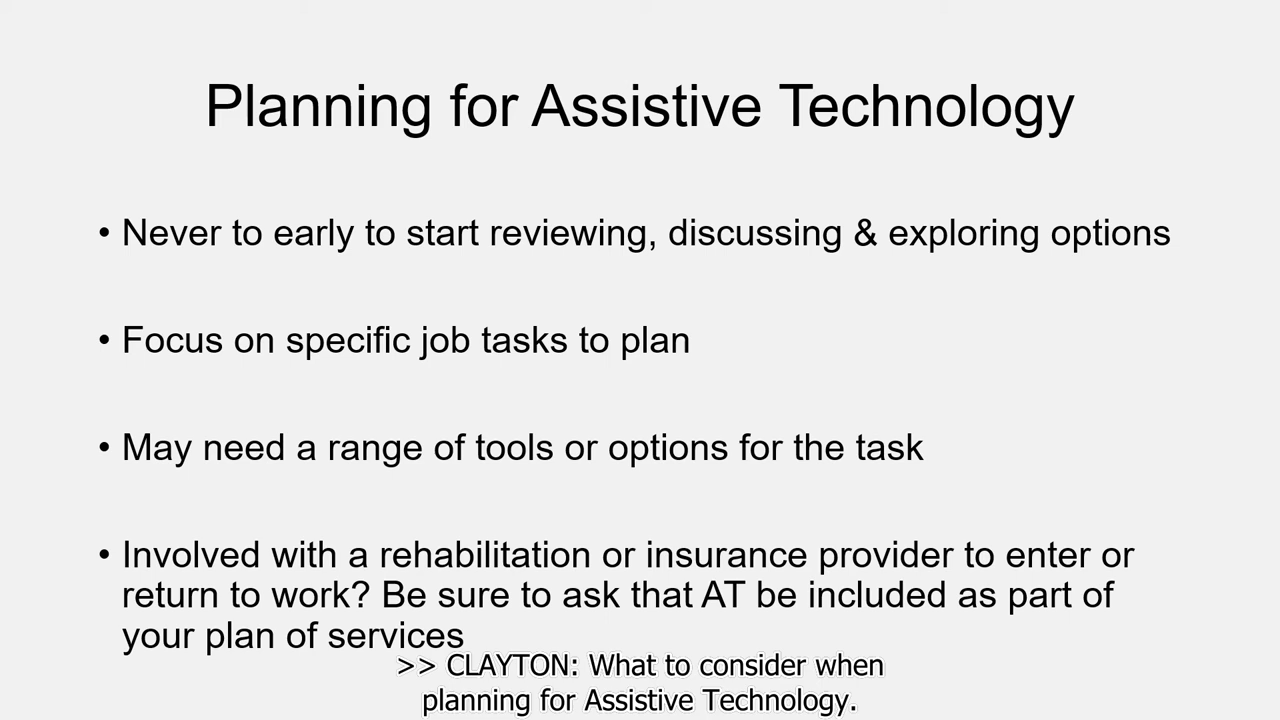 Planning for Assistive Technology
• Never to early to start reviewing, discussing & exploring options
• Focus on specific job tasks to plan
• May need a range of tools or options for the task
• Involved with a rehabilitation or insurance provider to enter or
return to work? Be sure to ask that AT be included as part of
your plan of services
>> CLAYTON: What to consider when
planning for Assistive Technology.